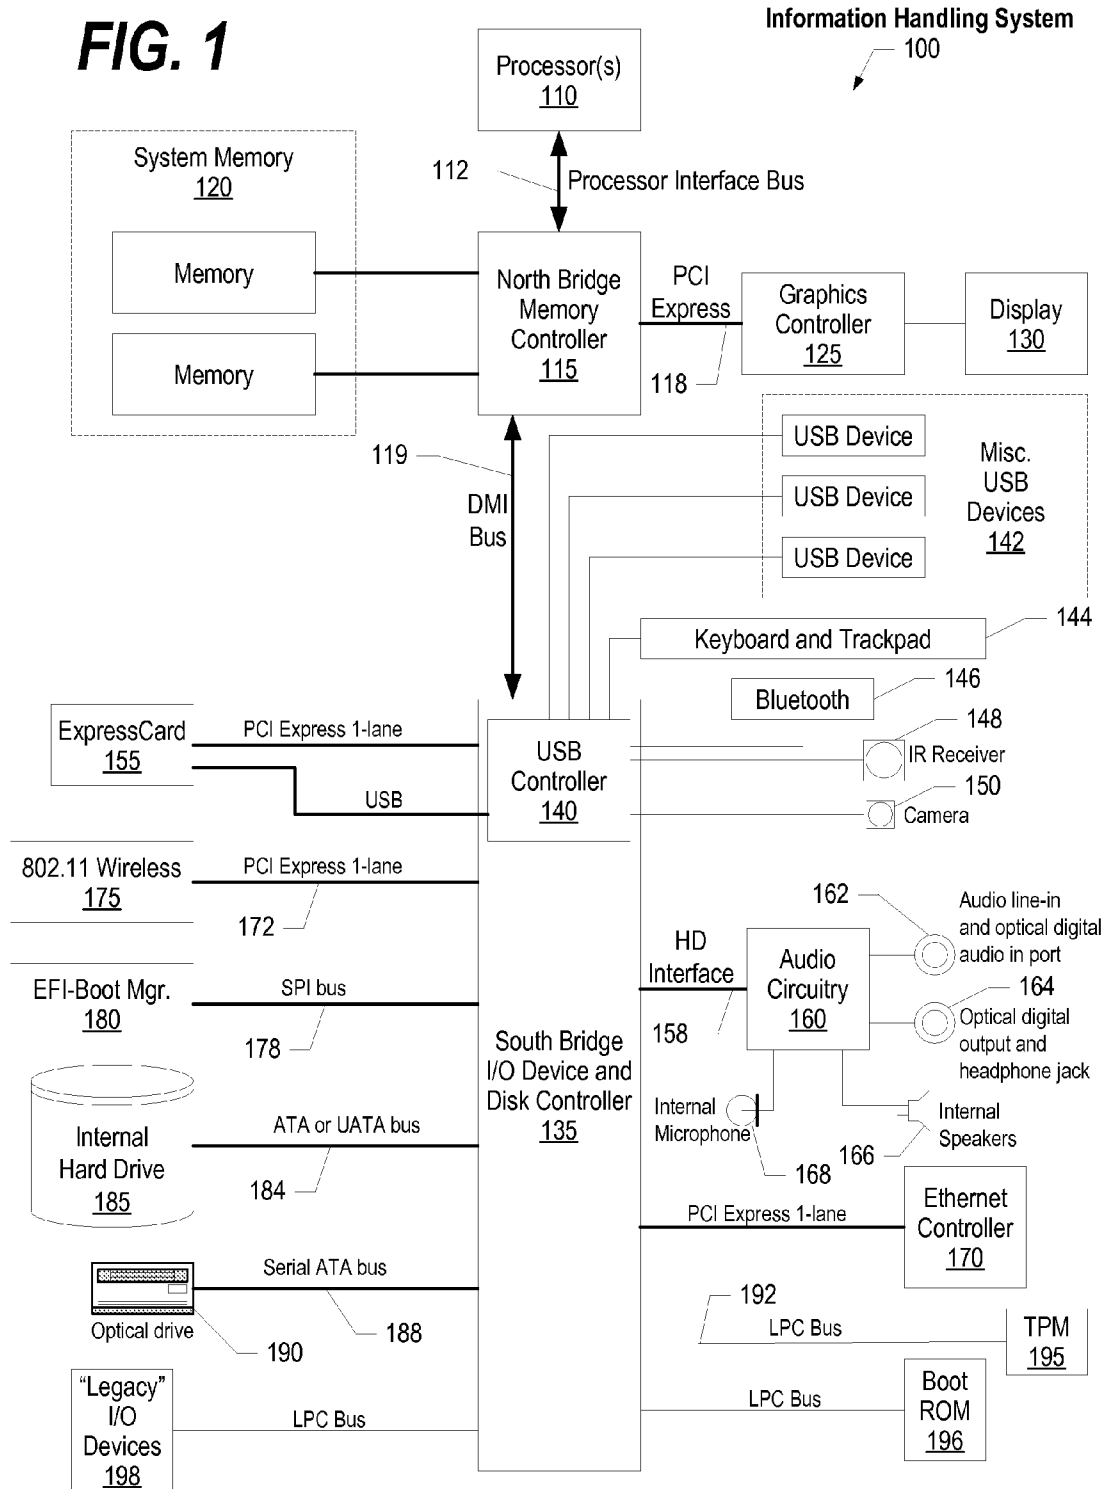 FIG. 1
Information Handling System
100
Processor(s)
110
System Memory
120
112
Processor Interface Bus
Memory
Memory
North Bridge
Memory
Controller
115
PCI
Express
118
Graphics
Controller
125
Display
130
119
DMI
Bus
USB Device
USB Device
USB Device
Misc.
USB
Devices
142
144
Keyboard and Trackpad
146
Bluetooth
148
IR Receiver
150
Camera
ExpressCard
155
PCI Express 1-lane
USB
USB
Controller
140
802.11 Wireless
175
PCI Express 1-lane
172
EFI-Boot Mgr.
180
SPI bus
178
South Bridge
I/O Device and
Disk Controller
135
HD
Interface
158
Audio
Circuitry
160
162
Audio line-in
and optical digital
audio in port
164
Optical digital
output and
headphone jack
Internal
Microphone
168
Internal
Speakers
166
Internal
Hard Drive
185
ATA or UATA bus
184
PCI Express 1-lane
Ethernet
Controller
170
Serial ATA bus
188
Optical drive
190
192
LPC Bus
TPM
195
"Legacy"
I/O
Devices
198
LPC Bus
LPC Bus
Boot
ROM
196